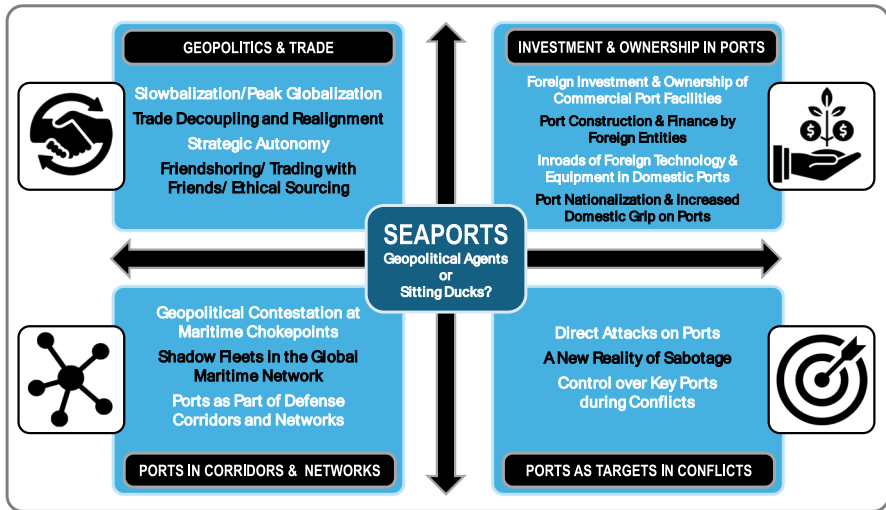 GEOPOLITICS & TRADE
Slowbalization/Peak Globalization
Trade Decoupling and Realignment
Strategic Autonomy
Friendshoring/ Trading with
Friends/ Ethical Sourcing
INVESTMENT & OWNERSHIP IN PORTS
Foreign Investment & Ownership of
Commercial Port Facilities
Port Construction & Finance by
Foreign Entities
Inroads of Foreign Technology &
Equipment in Domestic Ports
Port Nationalization & Increased
Domestic Grip on Ports
$ $
SEAPORTS
Geopolitical Agents
or
Sitting Ducks?
Geopolitical Contestation at
Maritime Chokepoints
Shadow Fleets in the Global
Maritime Network
Ports as Part of Defense
Corridors and Networks
PORTS IN CORRIDORS & NETWORKS
Direct Attacks on Ports
A New Reality of Sabotage
Control over Key Ports
during Conflicts
PORTS AS TARGETS IN CONFLICTS